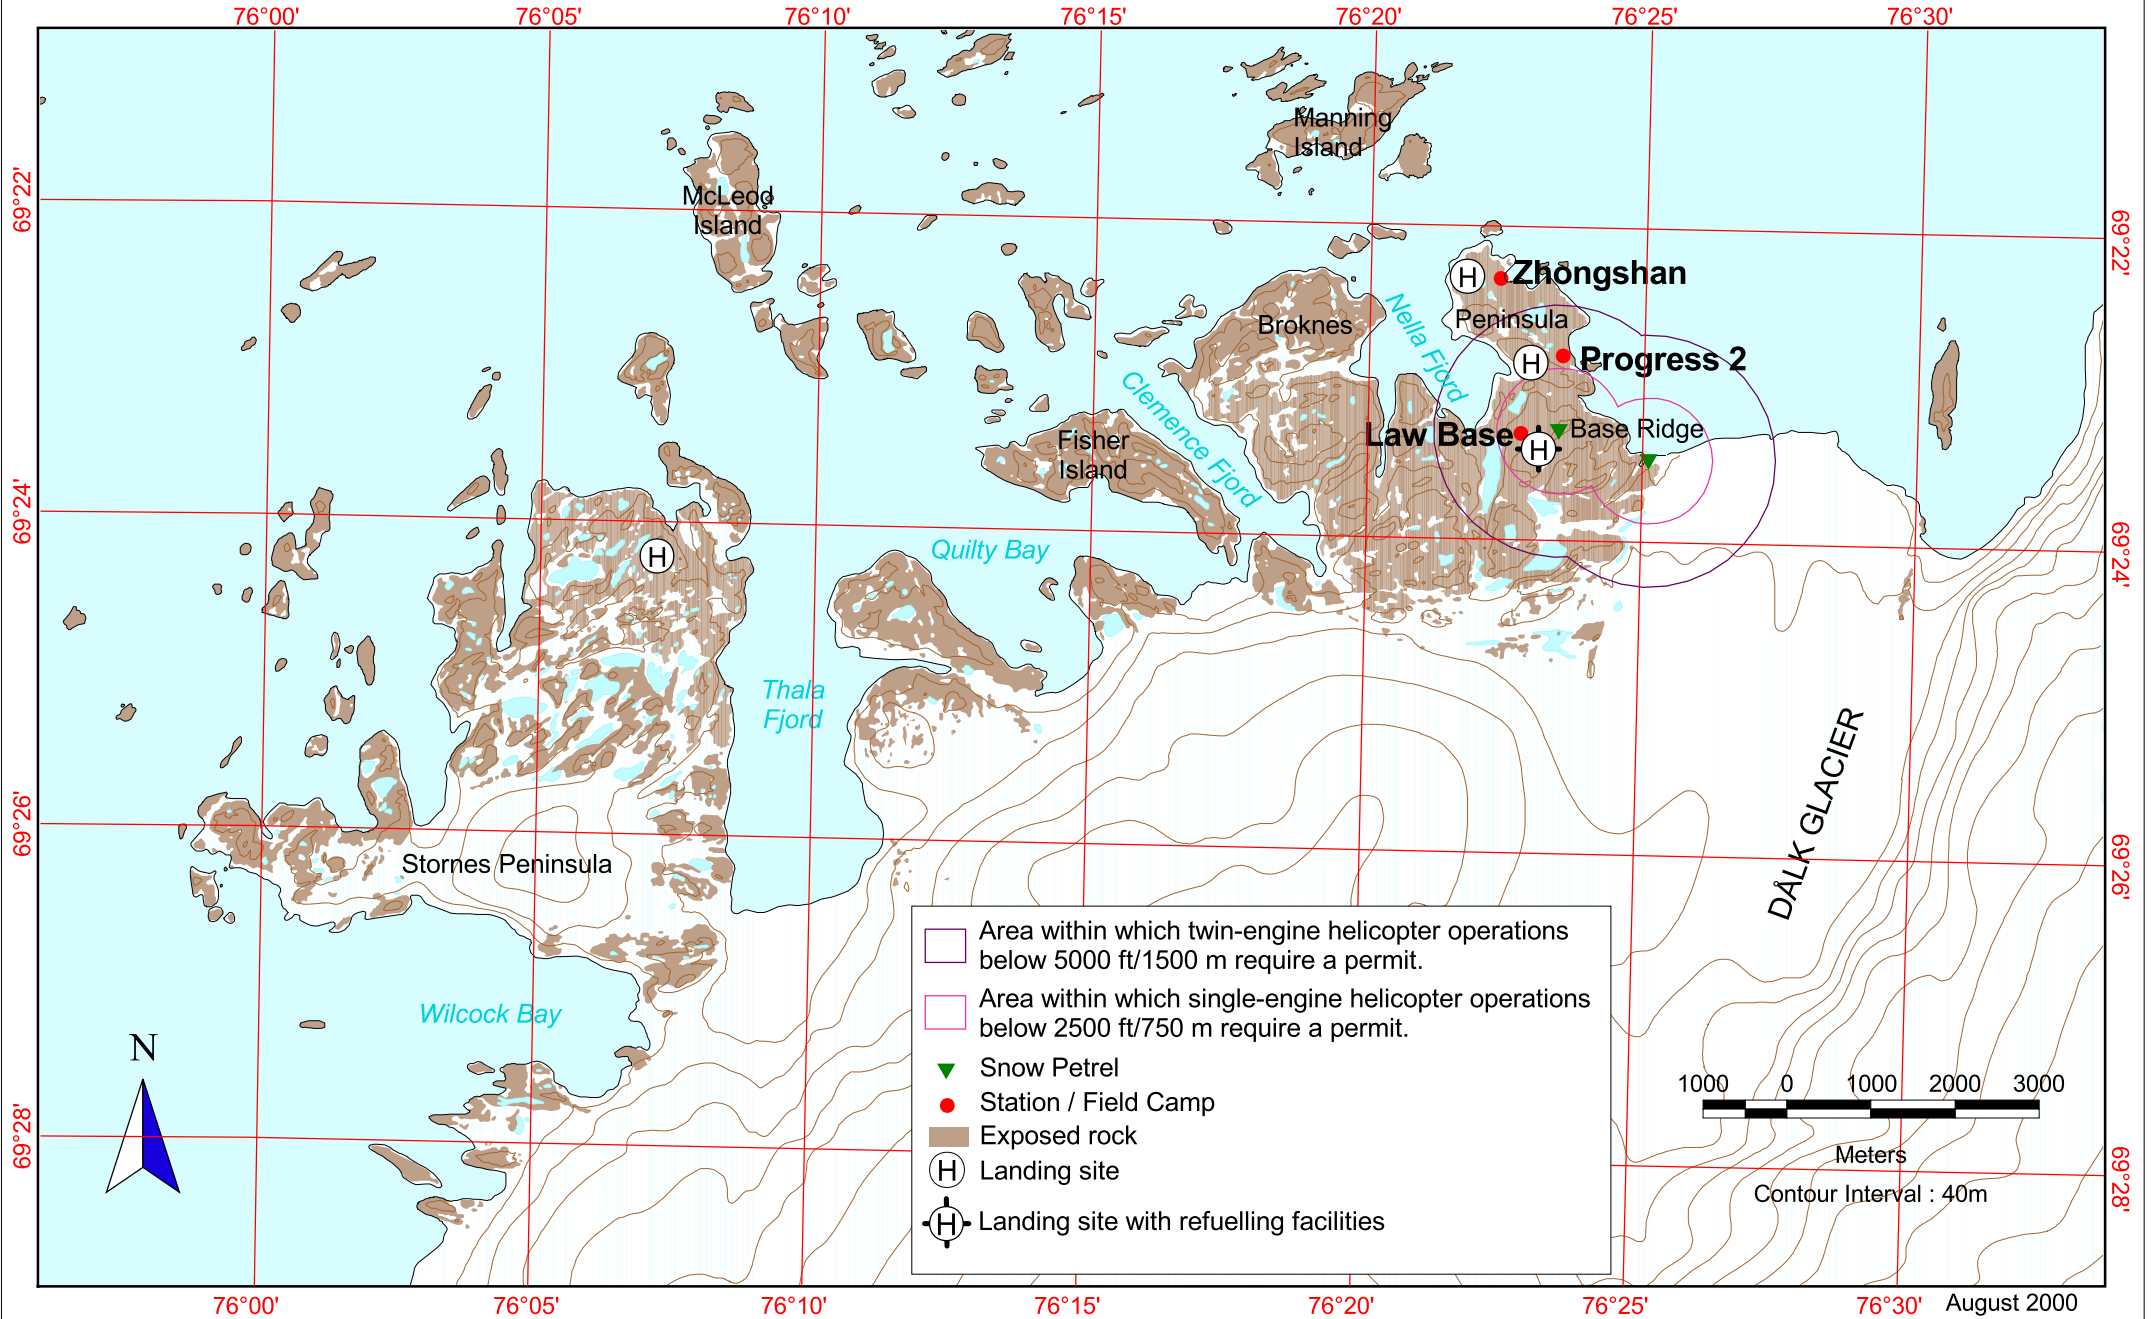 76°00'
76°05'
76°10'
76°15'
76°20'
76°25'
76°30'
Manning
Island
McLeod
Island
69°22'
69°22'
Zhongshan
H
Peninsula
Broknes
Nella Fjord
H
Progress 2
Clemence Fjord
Law Base
Base Ridge
H
Fisher
Island
69°24'
69°24'
Quilty Bay
H
Thala
Fjord
DÅLK GLACIER
69°26'
69°26'
Stornes Peninsula
Wilcock Bay
N
Area within which twin-engine helicopter operations
below 5000 ft/1500 m require a permit.
Area within which single-engine helicopter operations
below 2500 ft/750 m require a permit.
Snow Petrel
Station / Field Camp
Exposed rock
H Landing site
H Landing site with refuelling facilities
1000 0 1000 2000 3000
Meters
Contour Interval : 40m
69°28'
69°28'
76°00'
76°05'
76°10'
76°15'
76°20'
76°25'
76°30'
August 2000